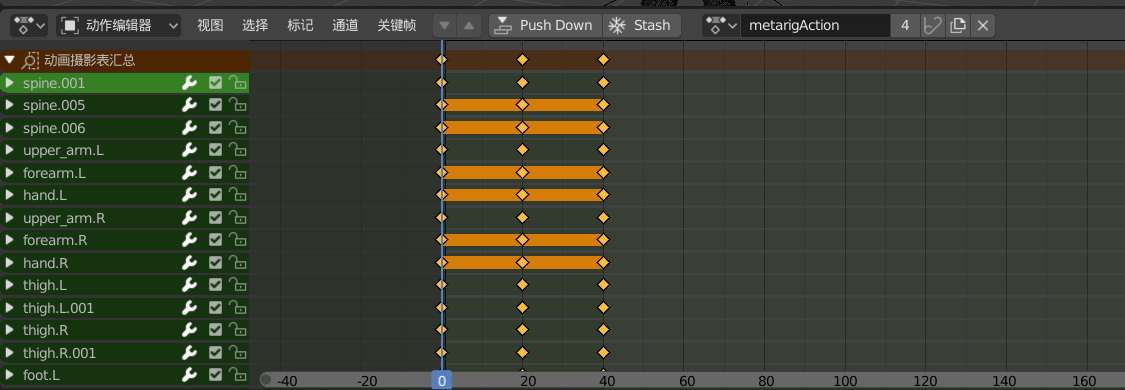 动作编辑器 视图 选择 标记 通道 关键帧 Push Down Stash metarigAction 4
动画摄影表汇总
spine.001
spine.005
spine.006
upper_arm.L
forearm.L
hand.L
upper_arm.R
forearm.R
hand.R
thigh.L
thigh.L.001
thigh.R
thigh.R.001
foot.L
-40 -20 0 20 40 60 80 100 120 140 160